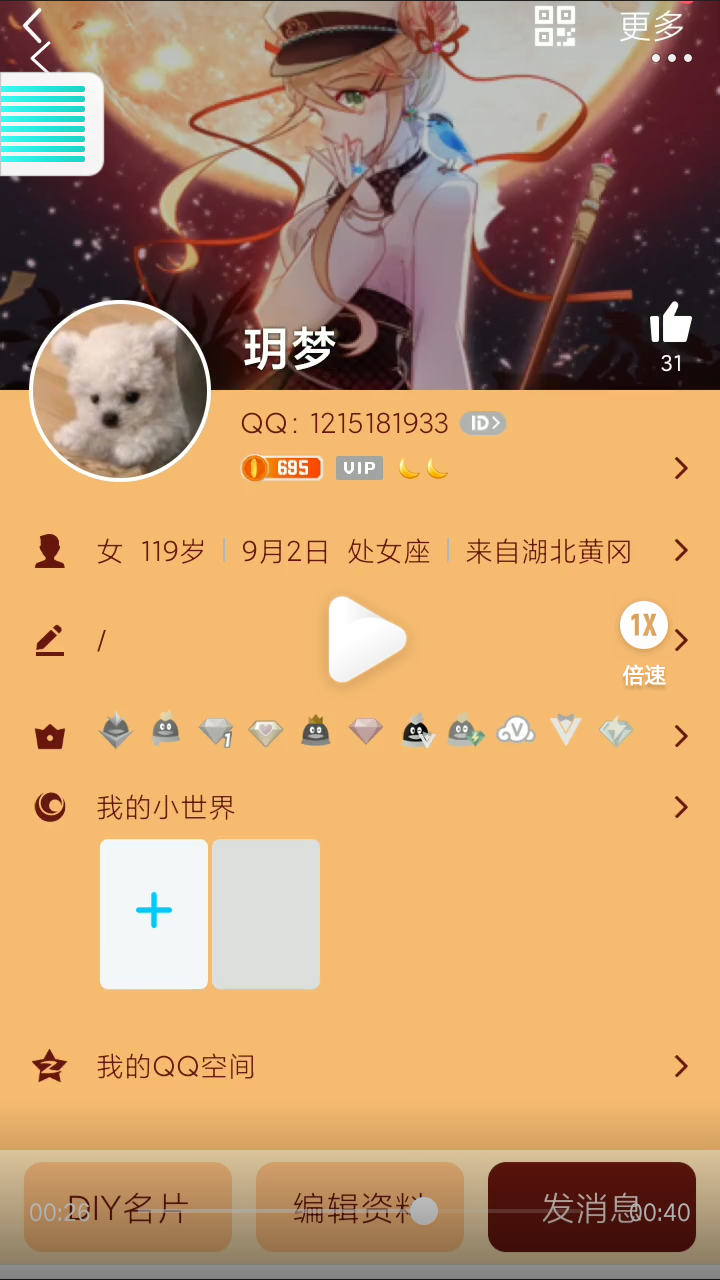 更多
玥梦
31
QQ：1215181933 ID
695 VIP
女 119岁 9月2日 处女座 来自湖北黄冈
/
1X
倍速
1
我的小世界
我的QQ空间
DIY名片 编辑资料 发消息
00:26 00:40